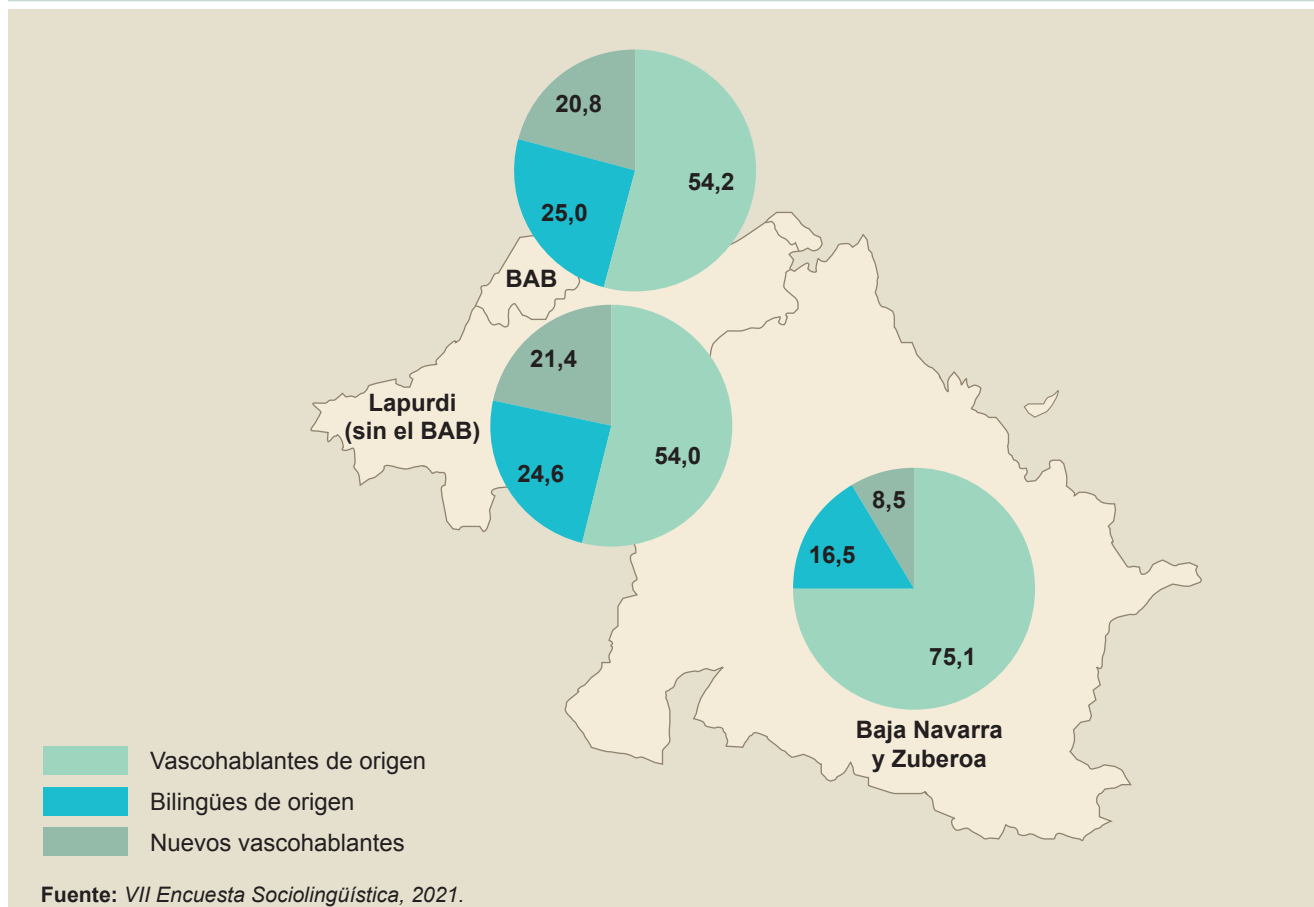 20,8
54,2
25,0
BAB
21,4
Lapurdi
(sin el BAB)
54,0
24,6
8,5
16,5
75,1
Baja Navarra
y Zuberoa
Vascohablantes de origen
Bilingües de origen
Nuevos vascohablantes
Fuente: VII Encuesta Sociolingüística, 2021.